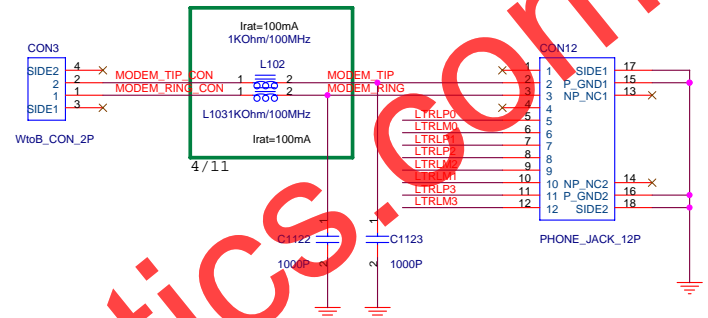 Irat=100mA
1KOhm/100MHz
CON3
L102
CON12
SIDE2 4
2 2
1 1
SIDE1 3
MODEM_TIP_CON
MODEM_RING_CON
1 2
1 2
MODEM_TIP
MODEM_RING
L1031KOhm/100MHz
Irat=100mA
WtoB_CON_2P
4/11
1 1 SIDE1 17
2 2 P_GND1 15
3 3 NP_NC1 13
4 4
LTRLP0 5 5
LTRLM0 6 6
LTRLP1 7 7
LTRLP2 8 8
LTRLM2 9 9
LTRLM1 10 10 NP_NC2 14
LTRLP3 11 11 P_GND2 16
LTRLM3 12 12 SIDE2 18
PHONE_JACK_12P
1 1
C1122 C1123
1000P 2 2 1000P
tics.com